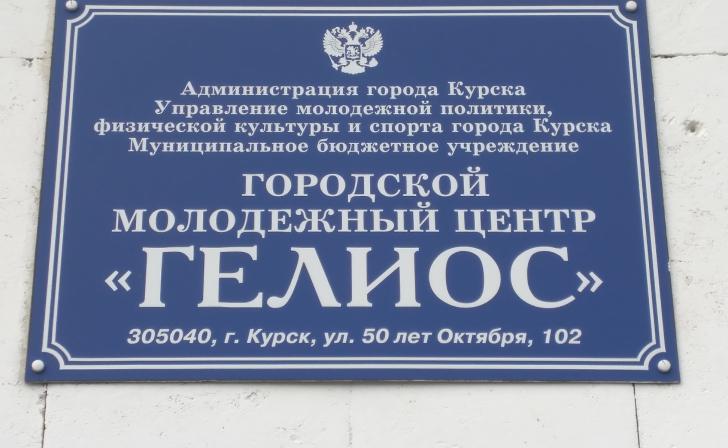 Администрация города Курска
Управление молодежной политики,
физической культуры и спорта города Курска
Муниципальное бюджетное учреждение
ГОРОДСКОЙ
МОЛОДЕЖНЫЙ ЦЕНТР
«ГЕЛИОС»
305040, г. Курск, ул. 50 лет Октября, 102